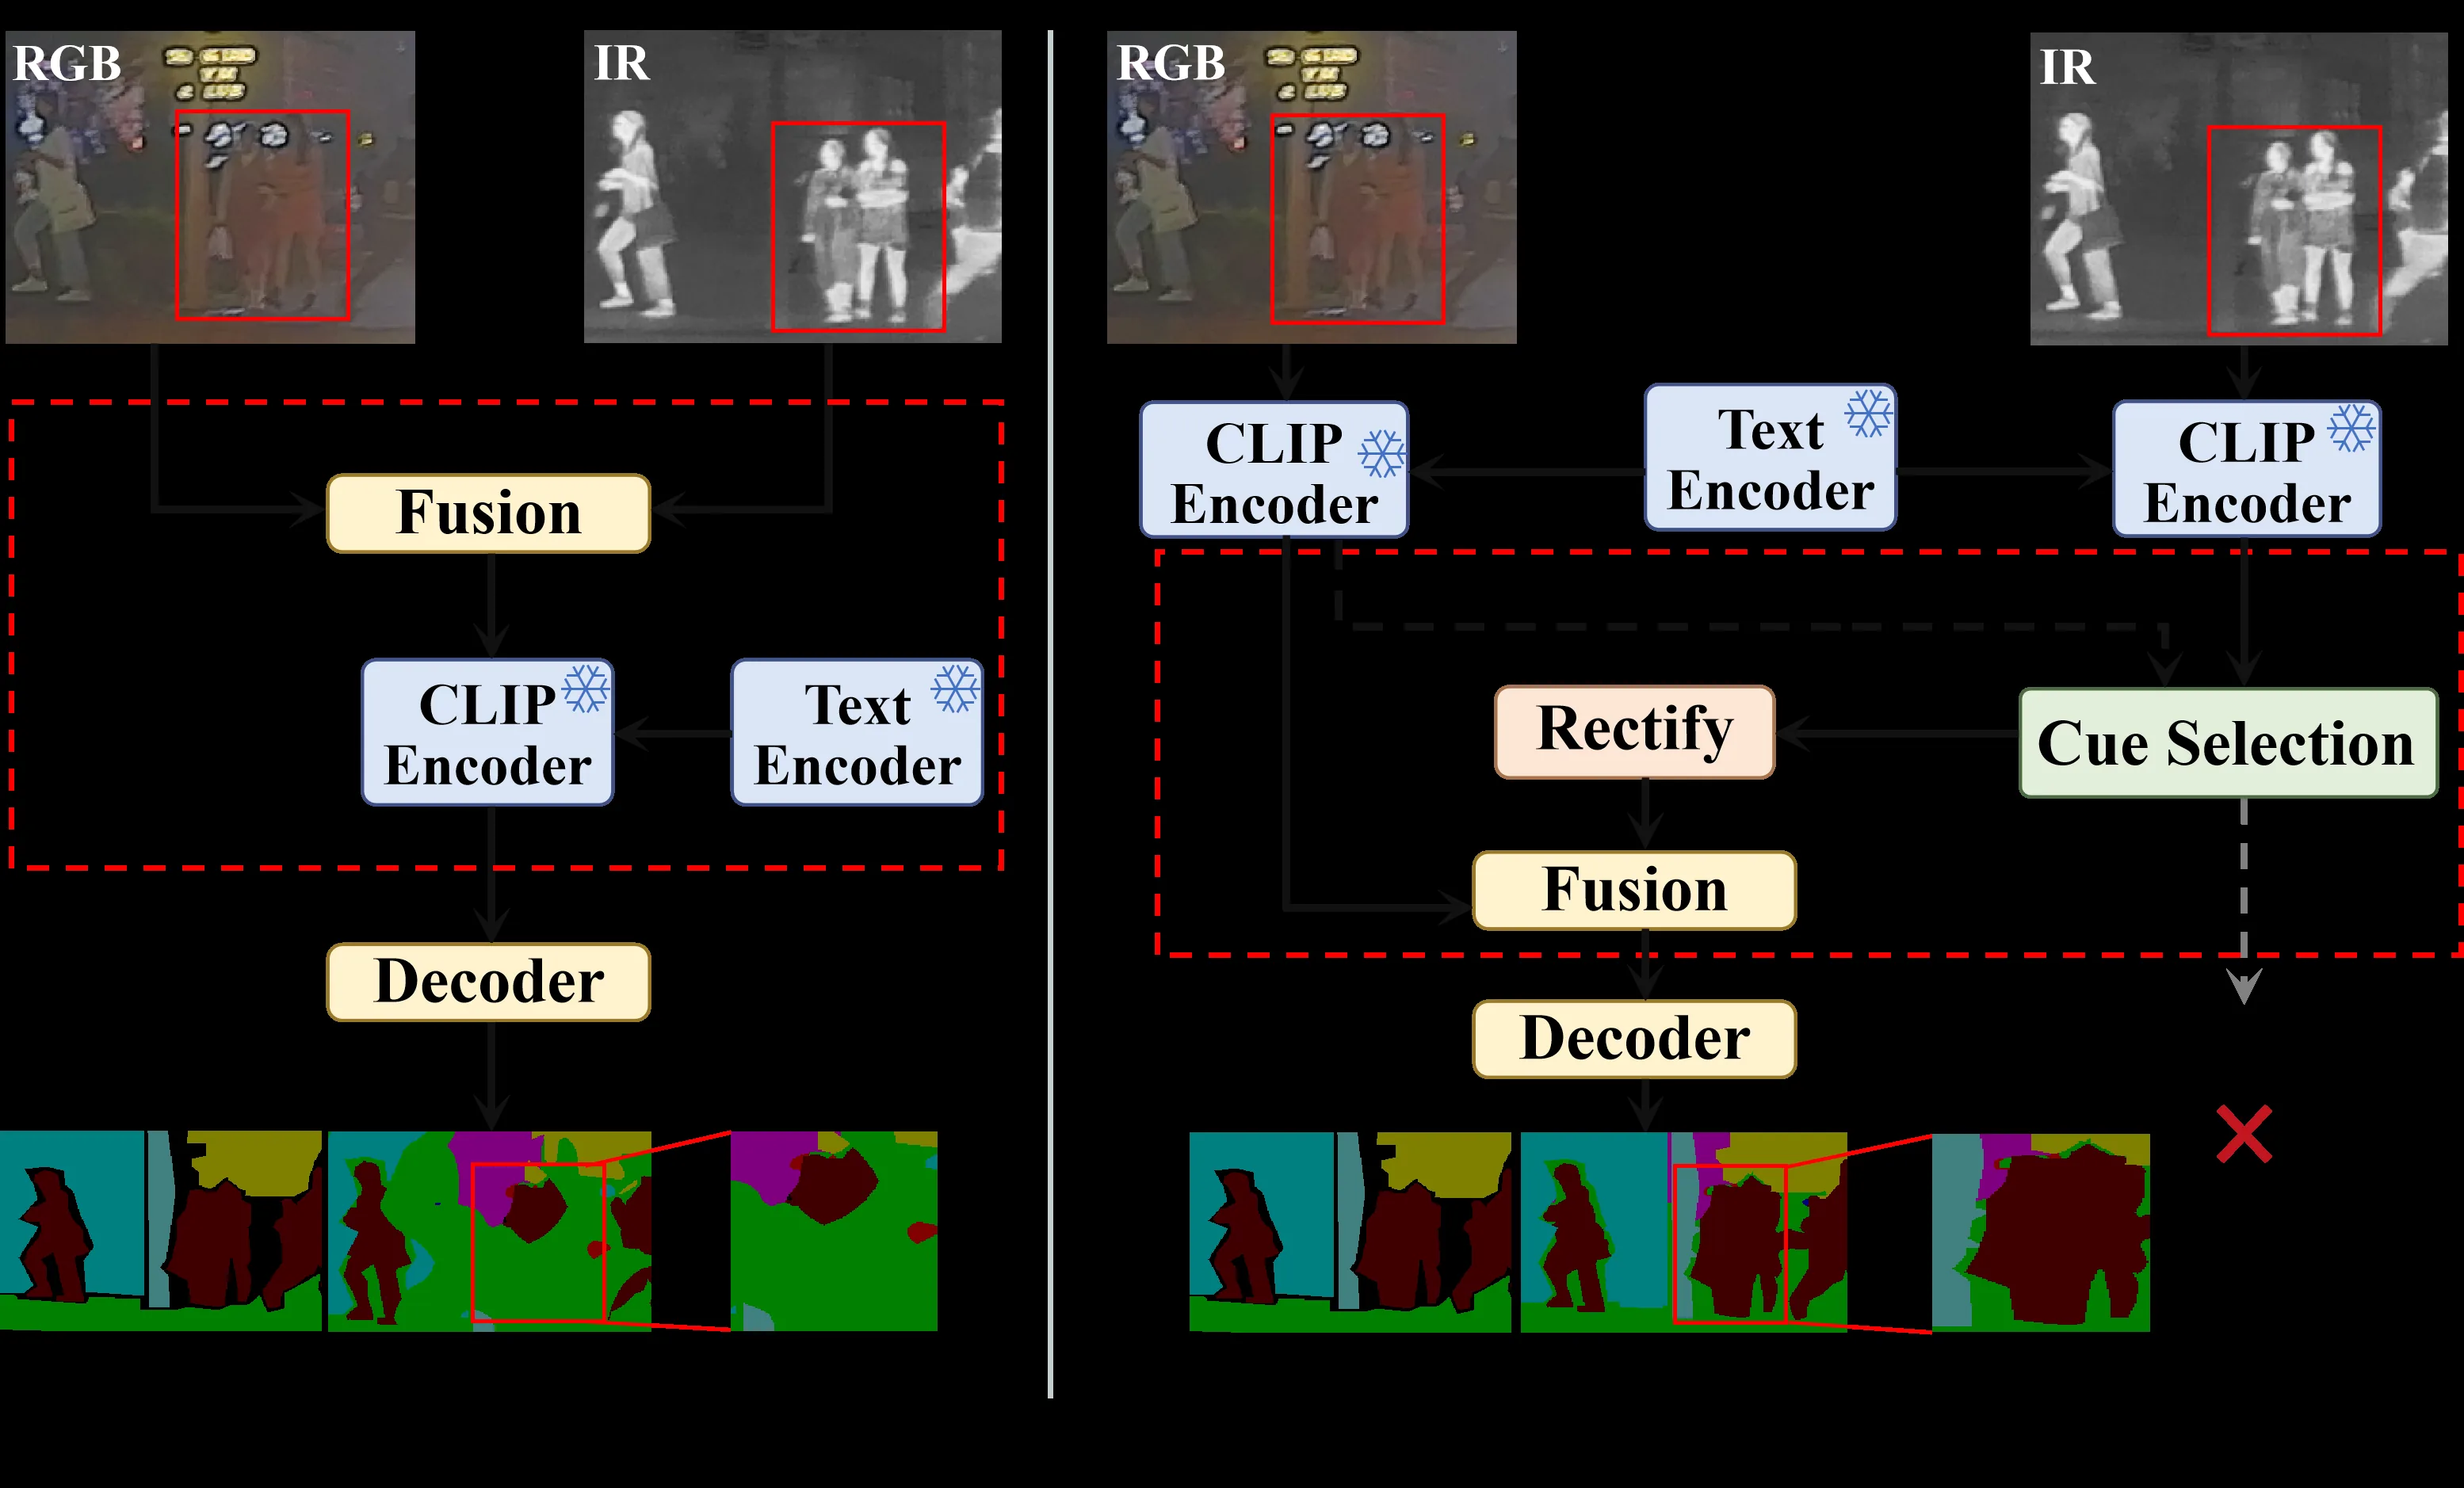 RGB
IR
Fusion
CLIP
Encoder
Text
Encoder
Decoder
RGB
IR
CLIP
Encoder
Text
Encoder
CLIP
Encoder
Rectify
Cue Selection
Fusion
Decoder